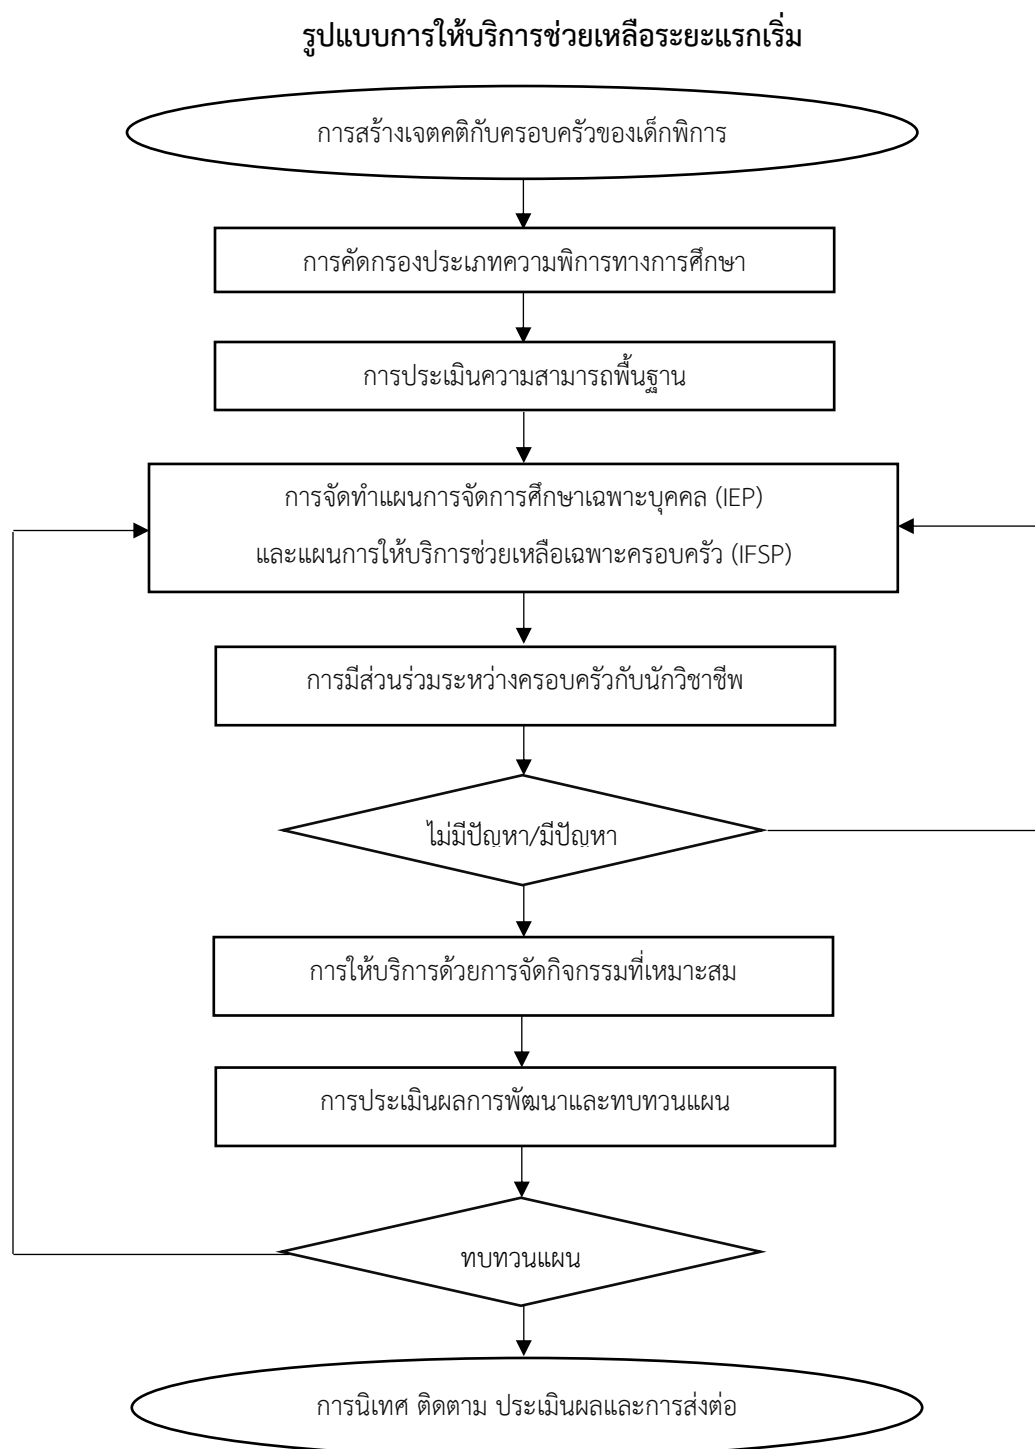 รูปแบบการให้บริการช่วยเหลือระยะแรกเริ่ม
การสร้างเจตคติกับครอบครัวของเด็กพิการ
การคัดกรองประเภทความพิการทางการศึกษา
การประเมินความสามารถพื้นฐาน
การจัดทำแผนการจัดการศึกษาเฉพาะบุคคล (IEP)
และแผนการให้บริการช่วยเหลือเฉพาะครอบครัว (IFSP)
การมีส่วนร่วมระหว่างครอบครัวกับนักวิชาชีพ
ไม่มีปัญหา/มีปัญหา
การให้บริการด้วยการจัดกิจกรรมที่เหมาะสม
การประเมินผลการพัฒนาและทบทวนแผน
ทบทวนแผน
การนิเทศ ติดตาม ประเมินผลและการส่งต่อ